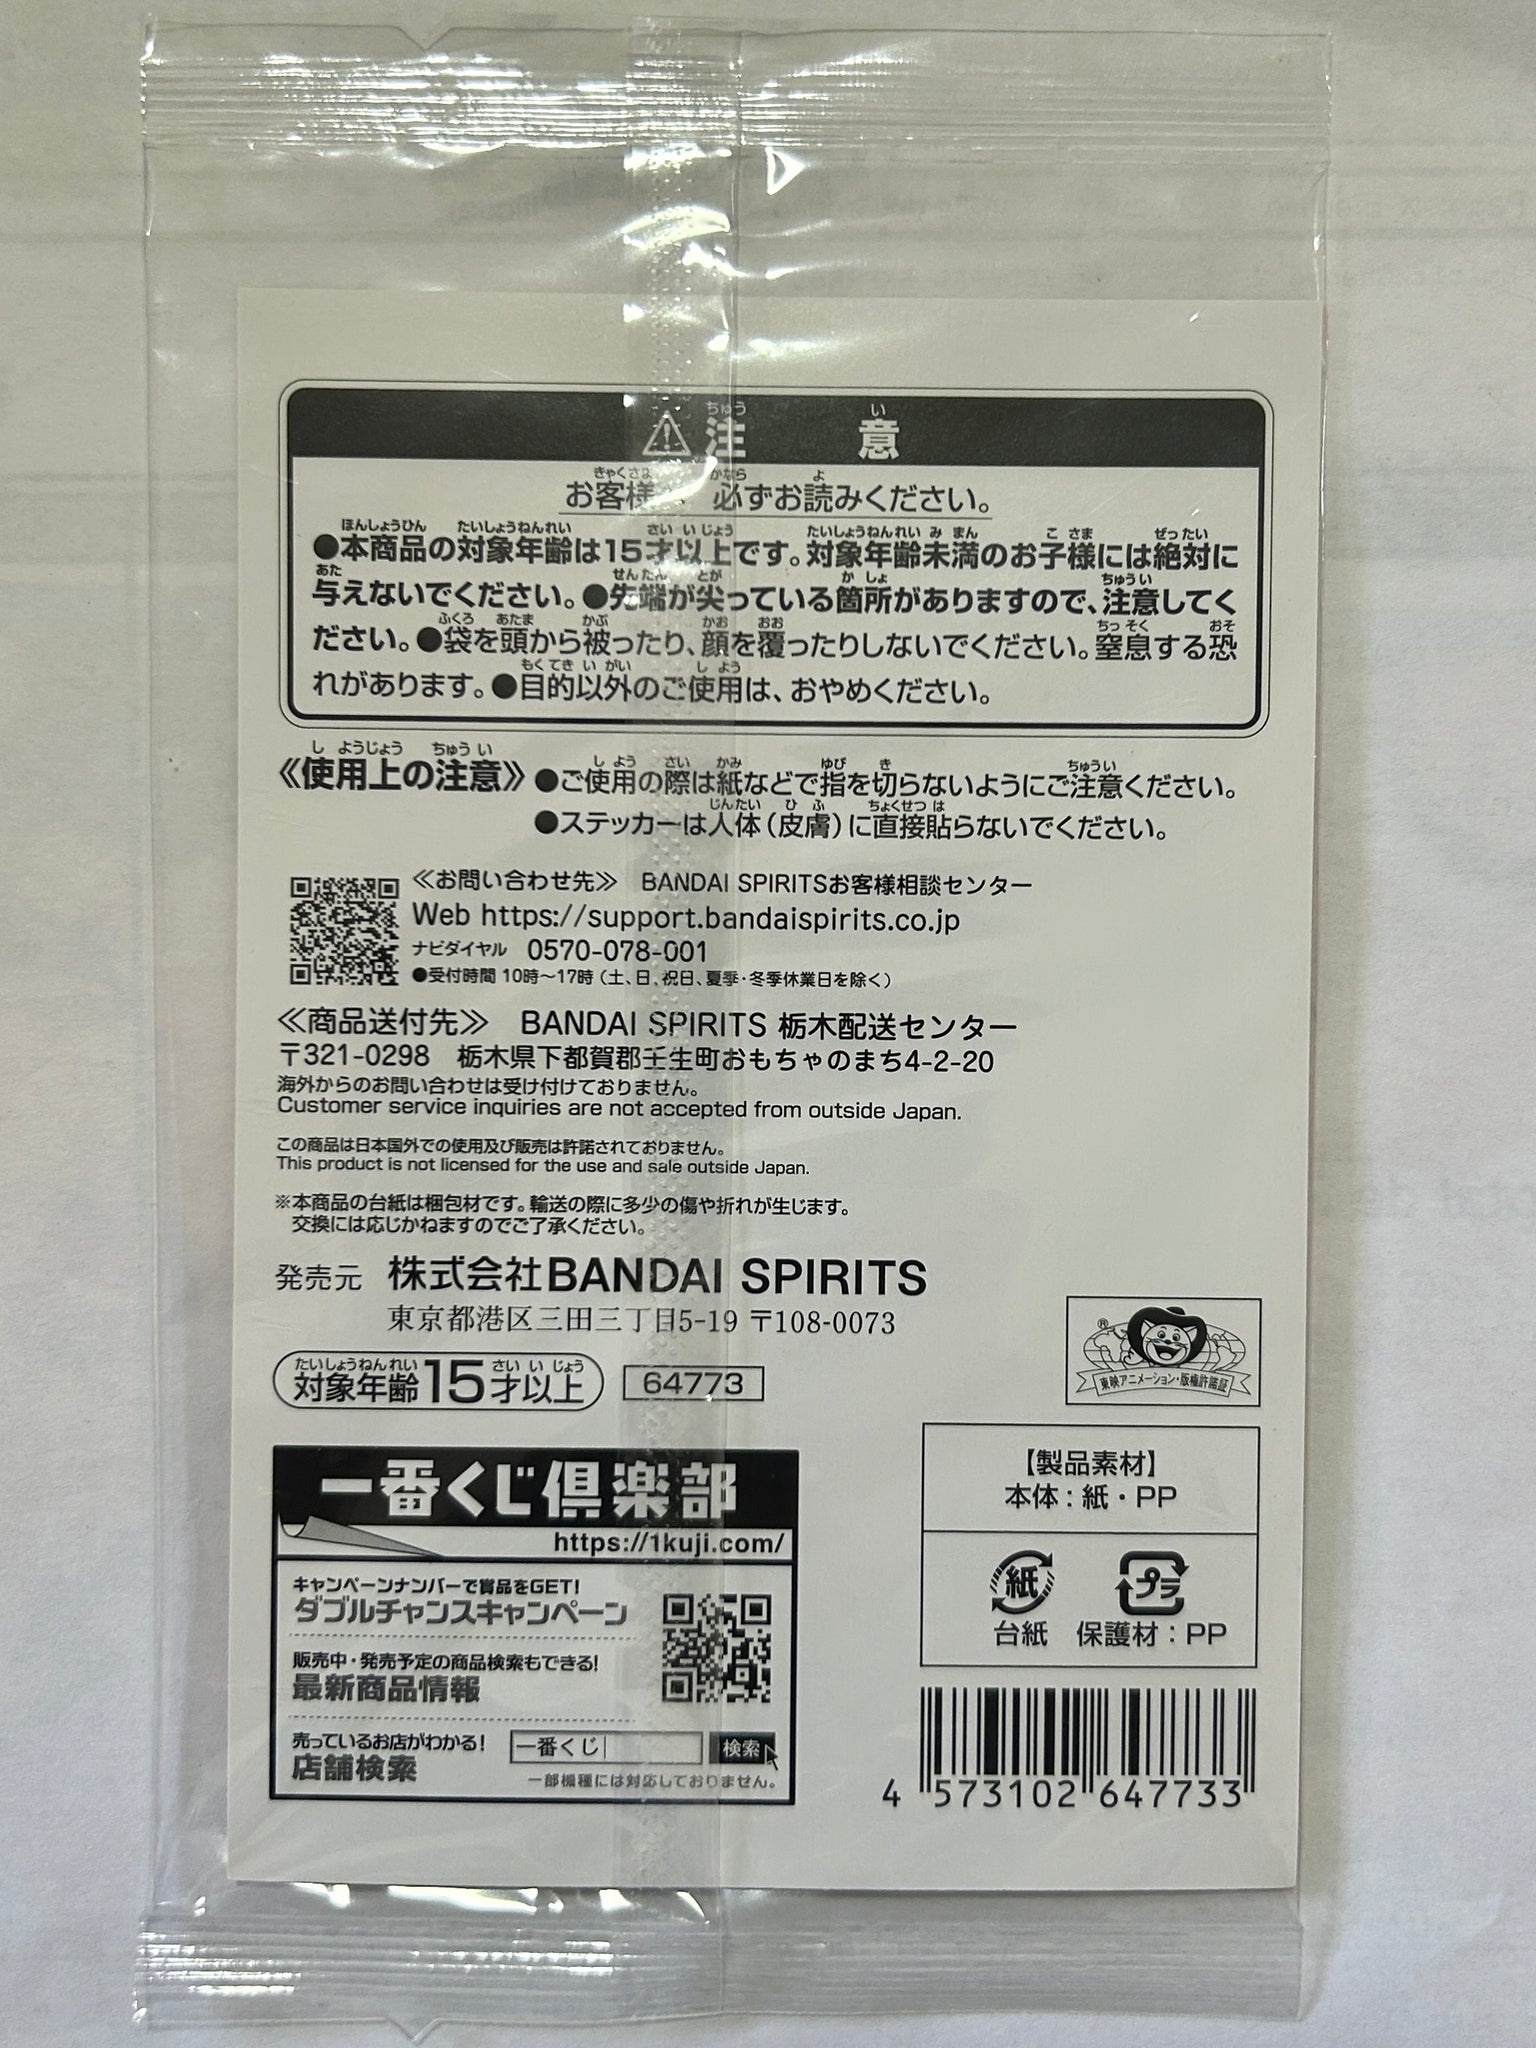 ⚠注意
お客様へ 必ずお読みください。
●本商品の対象年齢は15才以上です。対象年齢未満のお子様には絶対に
与えないでください。●先端が尖っている箇所がありますので、注意してく
ださい。●袋を頭から被ったり、顔を覆ったりしないでください。窒息する恐
れがあります。●目的以外のご使用は、おやめください。
《使用上の注意》●ご使用の際は紙などで指を切らないようにご注意ください。
●ステッカーは人体(皮膚)に直接貼らないでください。
≪お問い合わせ先≫ BANDAI SPIRITSお客様相談センター
Web https://support.bandaispirits.co.jp
ナビダイヤル 0570-078-001
●受付時間 10時〜17時(土、日、祝日、夏季・冬季休業日を除く)
≪商品送付先≫ BANDAI SPIRITS 栃木配送センター
〒321-0298 栃木県下都賀郡壬生町おもちゃのまち4-2-20
海外からのお問い合わせは受け付けておりません。
Customer service inquiries are not accepted from outside Japan.
この商品は日本国外での使用及び販売は許諾されておりません。
This product is not licensed for the use and sale outside Japan.
※本商品の台紙は梱包材です。輸送の際に多少の傷や折れが生じます。
交換には応じかねますのでご了承ください。
発売元 株式会社BANDAI SPIRITS
東京都港区三田三丁目5-19 〒108-0073
対象年齢15才以上 64773
®
東映アニメーション・版権許諾証
一番くじ倶楽部
https://1kuji.com/
キャンペーンナンバーで賞品をGET!
ダブルチャンスキャンペーン
販売中・発売予定の商品検索もできる!
最新商品情報
売っているお店がわかる!
店舗検索
一番くじ 検索
一部機種には対応しておりません。
【製品素材】
本体:紙・PP
紙 プラ
台紙 保護材:PP
4 573102 647733